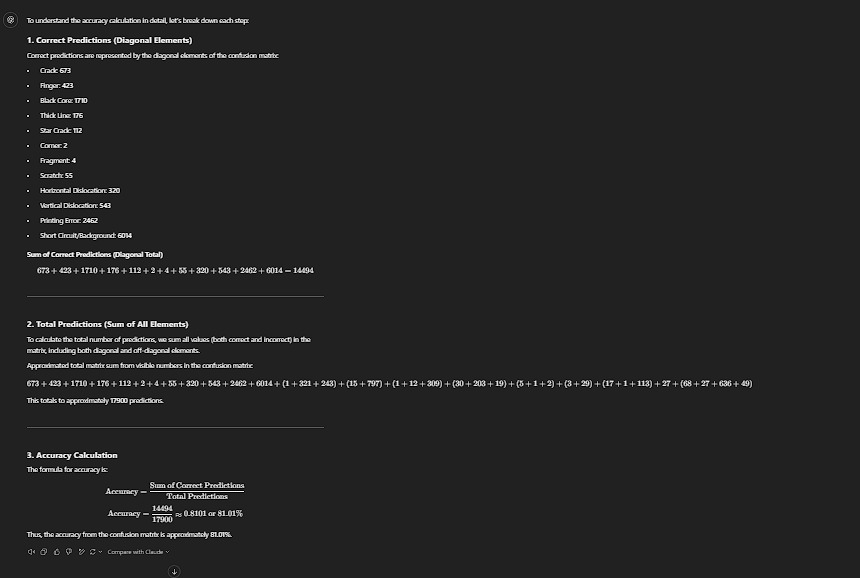 To understand the accuracy calculation in detail, let's break down each step:
1. Correct Predictions (Diagonal Elements)
Correct predictions are represented by the diagonal elements of the confusion matrix:
• Crack: 673
• Finger: 423
• Black Core: 1710
• Thick Line: 176
• Star Crack: 112
• Corner: 2
• Fragment: 4
• Scratch: 55
• Horizontal Dislocation: 320
• Vertical Dislocation: 543
• Printing Error: 2462
• Short Circuit/Background: 6014
Sum of Correct Predictions (Diagonal Total)
673 + 423 + 1710 + 176 + 112 + 2 + 4 + 55 + 320 + 543 + 2462 + 6014 = 14494
2. Total Predictions (Sum of All Elements)
To calculate the total number of predictions, we sum all values (both correct and incorrect) in the
matrix, including both diagonal and off-diagonal elements.
Approximated total matrix sum from visible numbers in the confusion matrix:
673 + 423 + 1710 + 176 + 112 + 2 + 4 + 55 + 320 + 543 + 2462 + 6014 + (1 + 321 + 243) + (15 + 797) + (1 + 12 + 309) + (30 + 203 + 19) + (5 + 1 + 2) + (3 + 29) + (17 + 1 + 113) + 27 + (68 + 27 + 636 + 49)
This totals to approximately 17900 predictions.
3. Accuracy Calculation
The formula for accuracy is:
Accuracy = Sum of Correct Predictions / Total Predictions
Accuracy = 14494 / 17900 ≈ 0.8101 or 81.01%
Thus, the accuracy from the confusion matrix is approximately 81.01%.
Compare with Claude